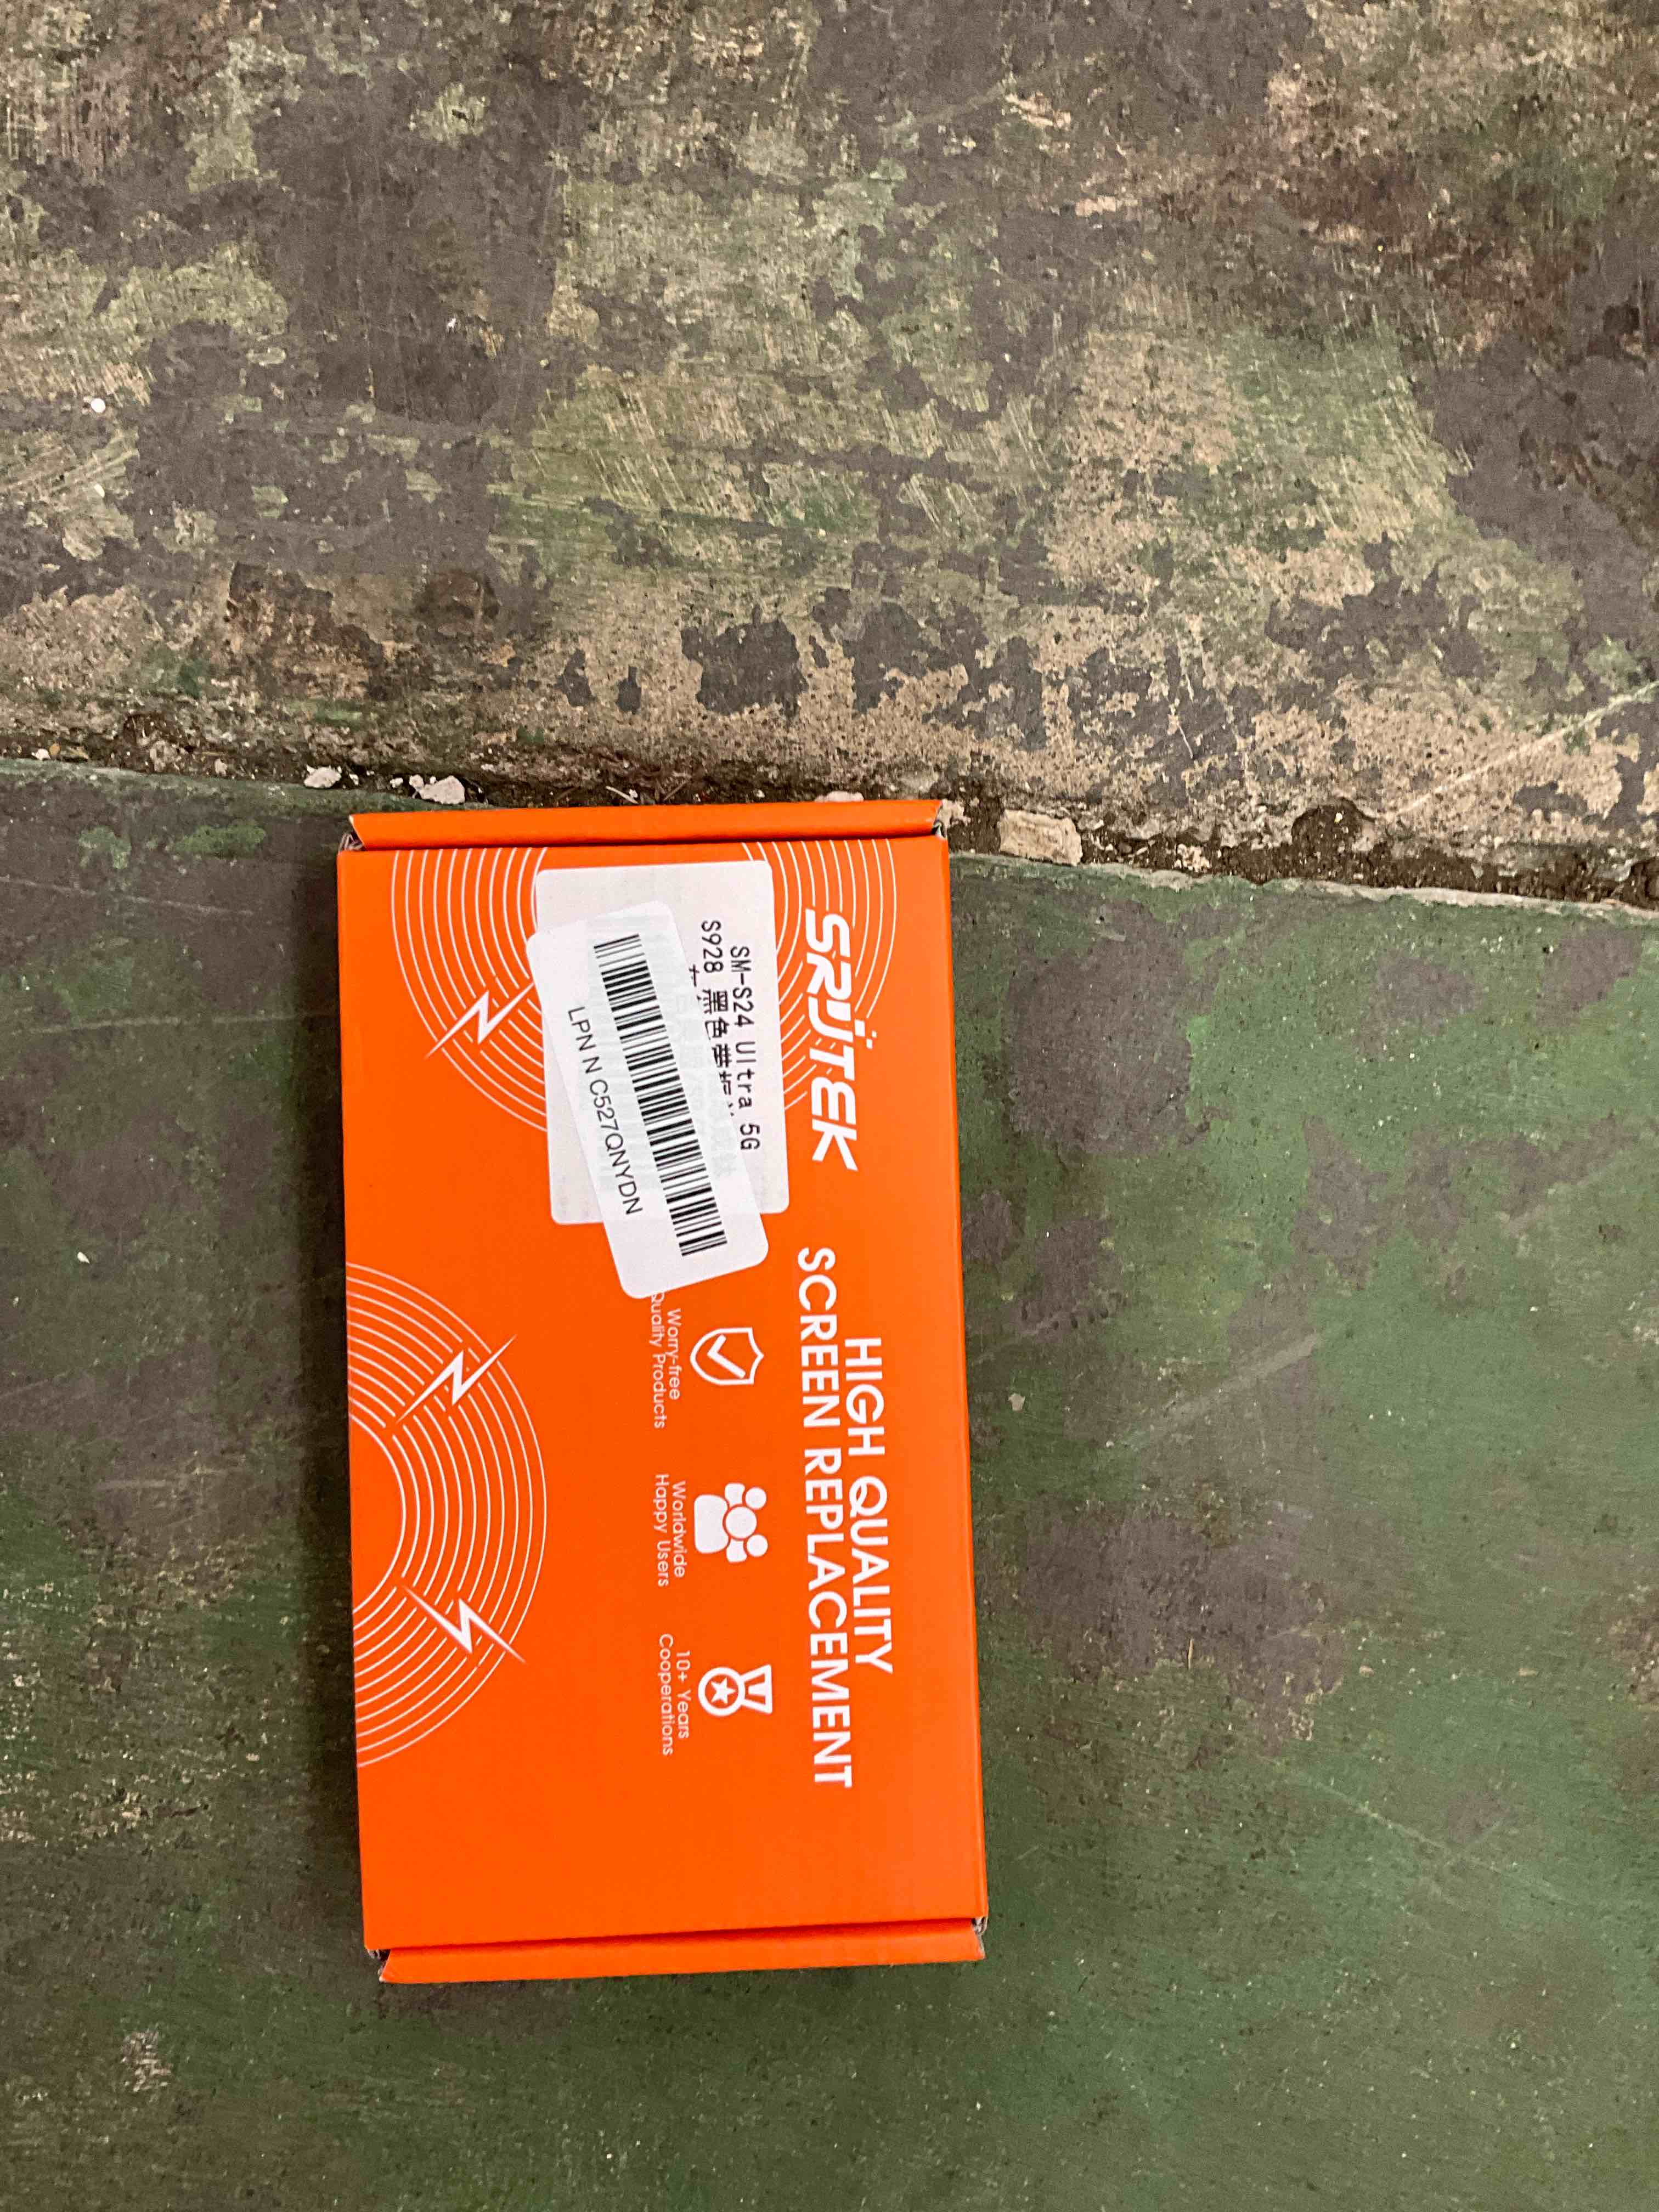 SRÜTEK
HIGH QUALITY
SCREEN REPLACEMENT
SM-S24 Ultra 5G
S928 黑色带框
LPN N C527QNYDN
Worry-free
Quality Products
Worldwide
Happy Users
10+ Years
Cooperations